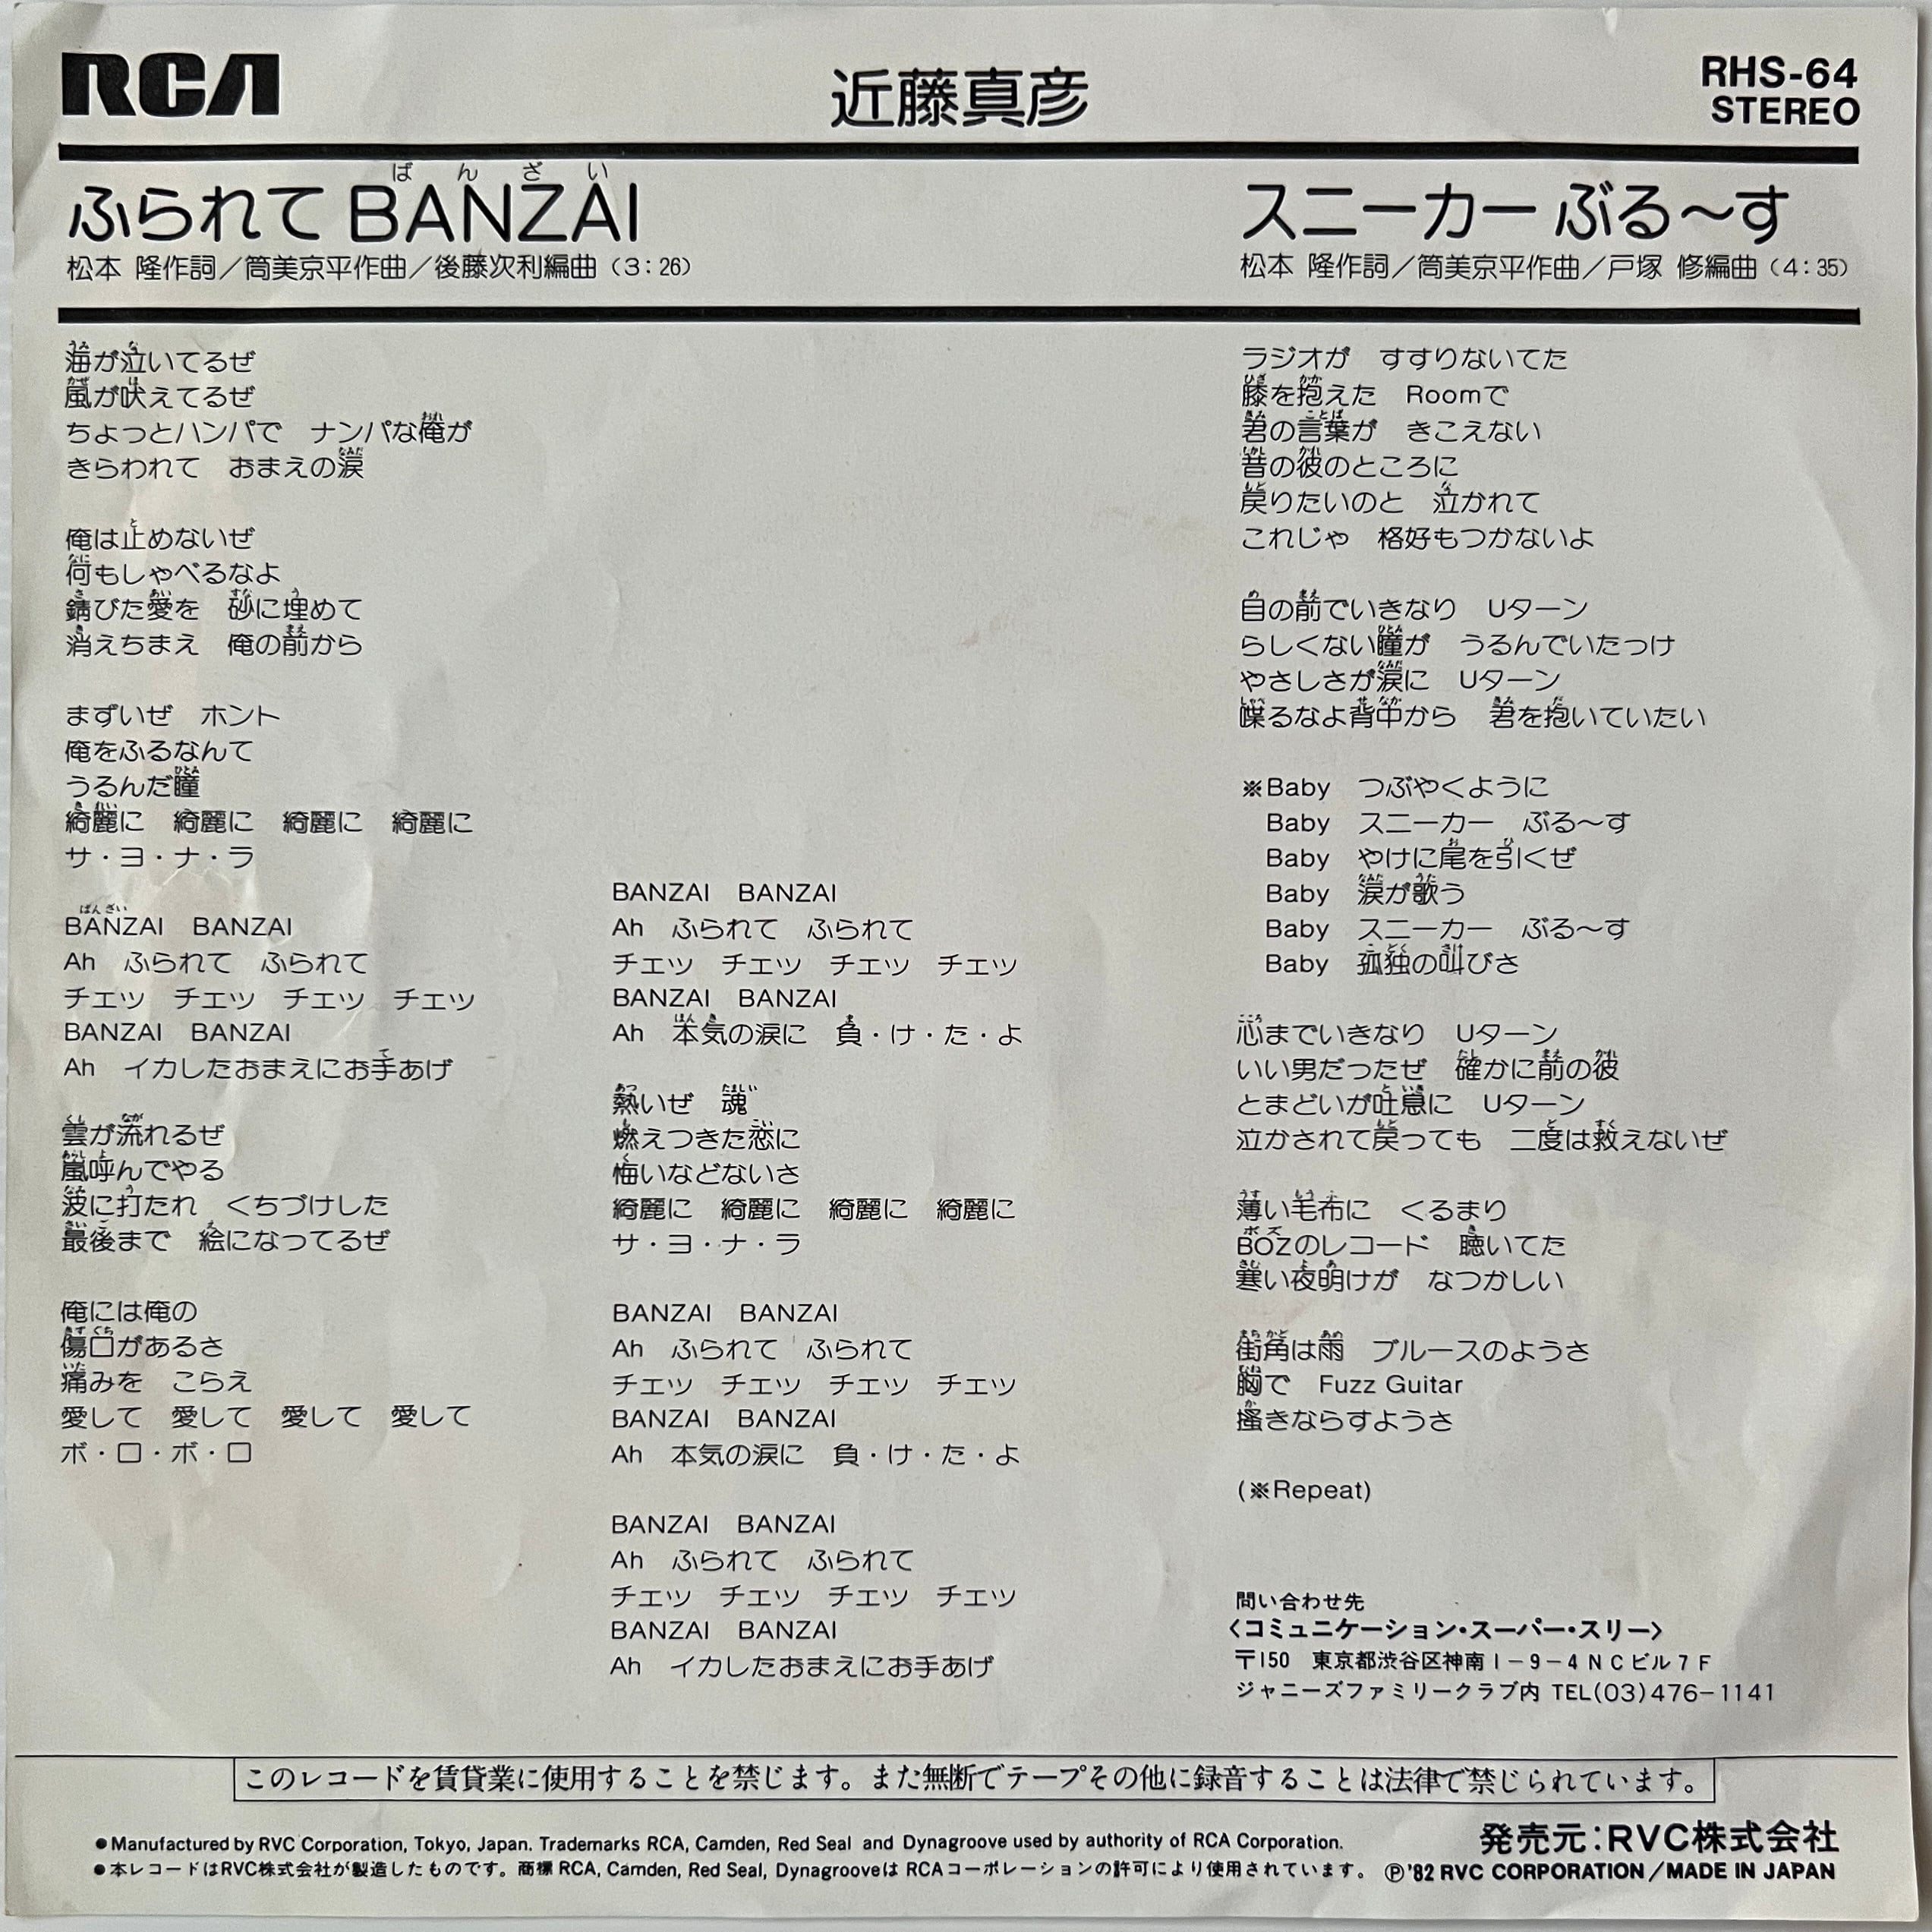 RCA
近藤真彦
RHS-64
STEREO
ばんざい
ふられて BANZAI
松本 隆作詞／筒美京平作曲／後藤次利編曲（3：26）
海が泣いてるぜ
風が吠えてるぜ
ちょっとハンパで　ナンパな俺が
きらわれて　おまえの涙
俺は止めないぜ
何もしゃべるなよ
錆びた愛を　砂に埋めて
消えちまえ　俺の前から
まずいぜ　ホント
俺をふるなんて
うるんだ瞳
綺麗に　綺麗に　綺麗に　綺麗に
サ・ヨ・ナ・ラ
BANZAI　BANZAI
Ah　ふられて　ふられて
チェッ　チェッ　チェッ　チェッ
BANZAI　BANZAI
Ah　イカしたおまえにお手あげ
雲が流れるぜ
嵐呼んでやる
波に打たれ　くちづけした
最後まで　絵になってるぜ
俺には俺の
傷口があるさ
痛みを　こらえ
愛して　愛して　愛して　愛して
ボ・ロ・ボ・ロ
BANZAI　BANZAI
Ah　ふられて　ふられて
チェッ　チェッ　チェッ　チェッ
BANZAI　BANZAI
Ah　本気の涙に　負・け・た・よ
熱いぜ　魂
燃えつきた恋に
悔いなどないさ
綺麗に　綺麗に　綺麗に　綺麗に
サ・ヨ・ナ・ラ
BANZAI　BANZAI
Ah　ふられて　ふられて
チェッ　チェッ　チェッ　チェッ
BANZAI　BANZAI
Ah　本気の涙に　負・け・た・よ
BANZAI　BANZAI
Ah　ふられて　ふられて
チェッ　チェッ　チェッ　チェッ
BANZAI　BANZAI
Ah　イカしたおまえにお手あげ
スニーカー ぶる〜す
松本 隆作詞／筒美京平作曲／戸塚 修編曲（4：35）
ラジオが　すすりないてた
膝を抱えた　Roomで
君の言葉が　きこえない
昔の彼のところに
戻りたいのと　泣かれて
これじゃ　格好もつかないよ
目の前でいきなり　Uターン
らしくない瞳が　うるんでいたっけ
やさしさが涙に　Uターン
喋るなよ背中から　君を抱いていたい
※Baby　つぶやくように
Baby　スニーカー　ぶる〜す
Baby　やけに尾を引くぜ
Baby　涙が歌う
Baby　スニーカー　ぶる〜す
Baby　孤独の叫びさ
心までいきなり　Uターン
いい男だったぜ　確かに前の彼
とまどいが吐息に　Uターン
泣かされて戻っても　二度は救えないぜ
薄い毛布に　くるまり
BOZのレコード　聴いてた
寒い夜明けが　なつかしい
街角は雨　ブルースのようさ
胸で　Fuzz Guitar
掻きならすようさ
(※Repeat)
問い合わせ先
〈コミュニケーション・スーパー・スリー〉
〒150　東京都渋谷区神南1−9−4 NCビル7F
ジャニーズファミリークラブ内 TEL(03)476−1141
このレコードを賃貸業に使用することを禁じます。また無断でテープその他に録音することは法律で禁じられています。
●Manufactured by RVC Corporation, Tokyo, Japan. Trademarks RCA, Camden, Red Seal and Dynagroove used by authority of RCA Corporation.
●本レコードはRVC株式会社が製造したものです。商標 RCA, Camden, Red Seal, Dynagrooveは RCAコーポレーションの許可により使用されています。
発売元：RVC株式会社
Ⓟ'82 RVC CORPORATION／MADE IN JAPAN